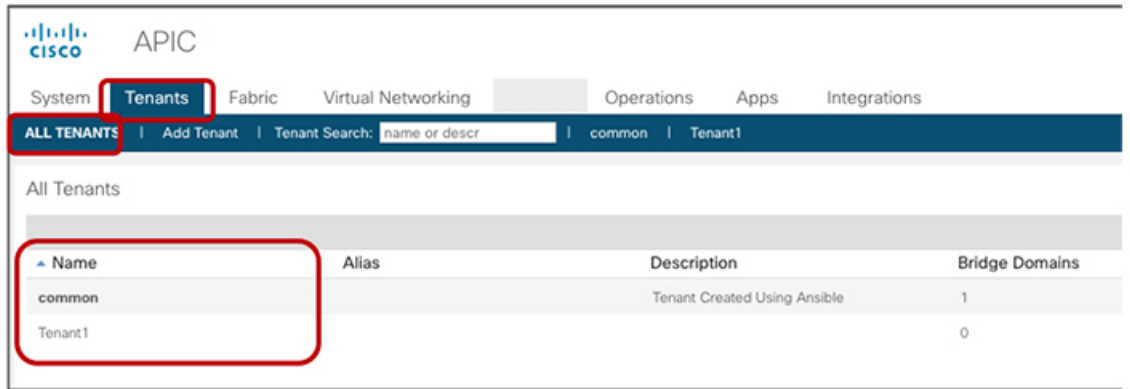 CISCO APIC
System Tenants Fabric Virtual Networking Operations Apps Integrations
ALL TENANTS | Add Tenant | Tenant Search: name or descr | common | Tenant1
All Tenants
Name Alias Description Bridge Domains
common Tenant Created Using Ansible 1
Tenant1 0